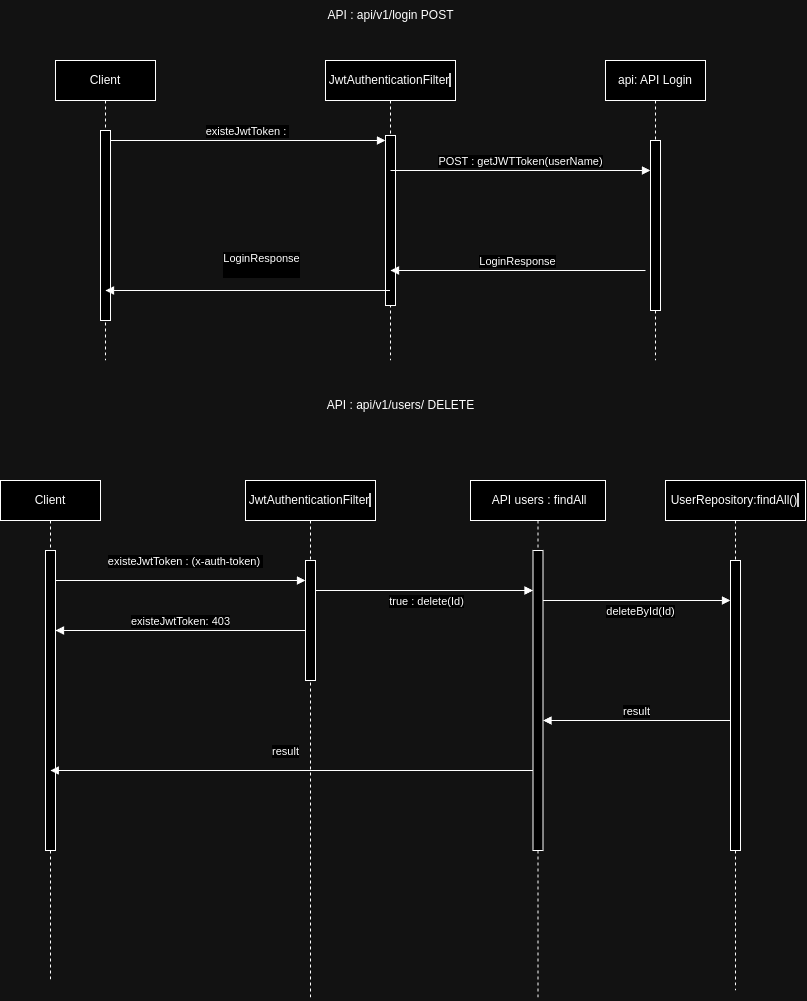 API : api/v1/login POST
Client
JwtAuthenticationFilter
api: API Login
existeJwtToken :
POST : getJWTToken(userName)
LoginResponse
LoginResponse
API : api/v1/users/ DELETE
Client
JwtAuthenticationFilter
API users : findAll
UserRepository:findAll()
existeJwtToken : (x-auth-token)
true : delete(Id)
deleteById(Id)
existeJwtToken: 403
result
result